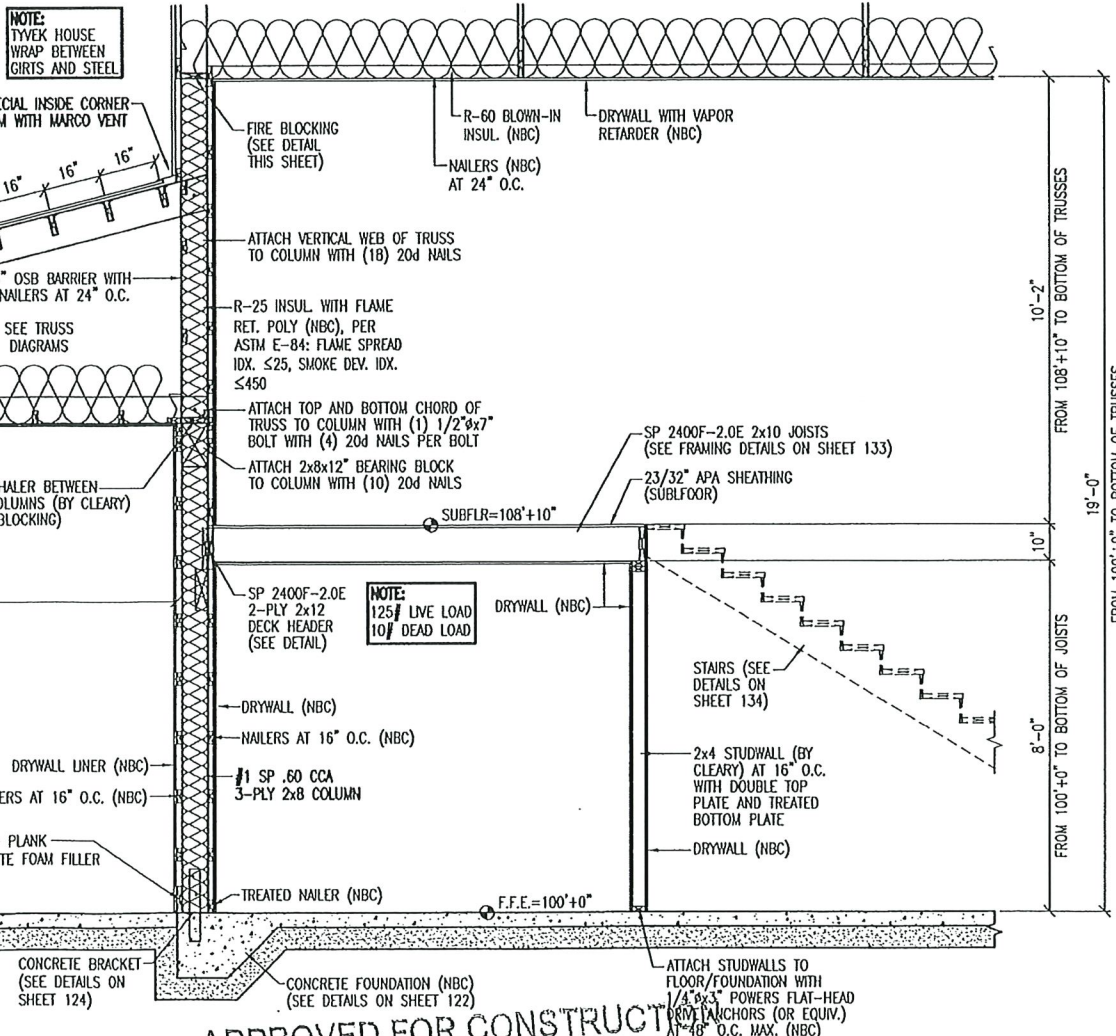 NOTE:
TYVEK HOUSE
WRAP BETWEEN
GIRTS AND STEEL
ECIAL INSIDE CORNER
M WITH MARCO VENT
16"
16"
16"
" OSB BARRIER WITH
NAILERS AT 24" O.C.
SEE TRUSS
DIAGRAMS
HALER BETWEEN
OLUMNS (BY CLEARY)
BLOCKING)
DRYWALL LINER (NBC)
ERS AT 16" O.C. (NBC)
PLANK
TE FOAM FILLER
CONCRETE BRACKET
(SEE DETAILS ON
SHEET 124)
FIRE BLOCKING
(SEE DETAIL
THIS SHEET)
R-60 BLOWN-IN
INSUL. (NBC)
NAILERS (NBC)
AT 24" O.C.
DRYWALL WITH VAPOR
RETARDER (NBC)
ATTACH VERTICAL WEB OF TRUSS
TO COLUMN WITH (18) 20d NAILS
R-25 INSUL. WITH FLAME
RET. POLY (NBC), PER
ASTM E-84: FLAME SPREAD
IDX. ≤25, SMOKE DEV. IDX.
≤450
ATTACH TOP AND BOTTOM CHORD OF
TRUSS TO COLUMN WITH (1) 1/2"øx7"
BOLT WITH (4) 20d NAILS PER BOLT
ATTACH 2x8x12" BEARING BLOCK
TO COLUMN WITH (10) 20d NAILS
SP 2400F-2.0E 2x10 JOISTS
(SEE FRAMING DETAILS ON SHEET 133)
23/32" APA SHEATHING
(SUBLFOOR)
SUBFLR=108'+10"
SP 2400F-2.0E
2-PLY 2x12
DECK HEADER
(SEE DETAIL)
NOTE:
125# LIVE LOAD
10# DEAD LOAD
DRYWALL (NBC)
STAIRS (SEE
DETAILS ON
SHEET 134)
DRYWALL (NBC)
NAILERS AT 16" O.C. (NBC)
#1 SP .60 CCA
3-PLY 2x8 COLUMN
2x4 STUDWALL (BY
CLEARY) AT 16" O.C.
WITH DOUBLE TOP
PLATE AND TREATED
BOTTOM PLATE
DRYWALL (NBC)
TREATED NAILER (NBC)
F.F.E.=100'+0"
CONCRETE FOUNDATION (NBC)
(SEE DETAILS ON SHEET 122)
ATTACH STUDWALLS TO
FLOOR/FOUNDATION WITH
1/4"øx3" POWERS FLAT-HEAD
DRIVE ANCHORS (OR EQUIV.)
AT 48" O.C. MAX. (NBC)
10'-2"
FROM 108'+10" TO BOTTOM OF TRUSSES
10"
8'-0"
FROM 100'+0" TO BOTTOM OF JOISTS
19'-0"
FROM 100'+0" TO BOTTOM OF TRUSSES
APPROVED FOR CONSTRUCTION